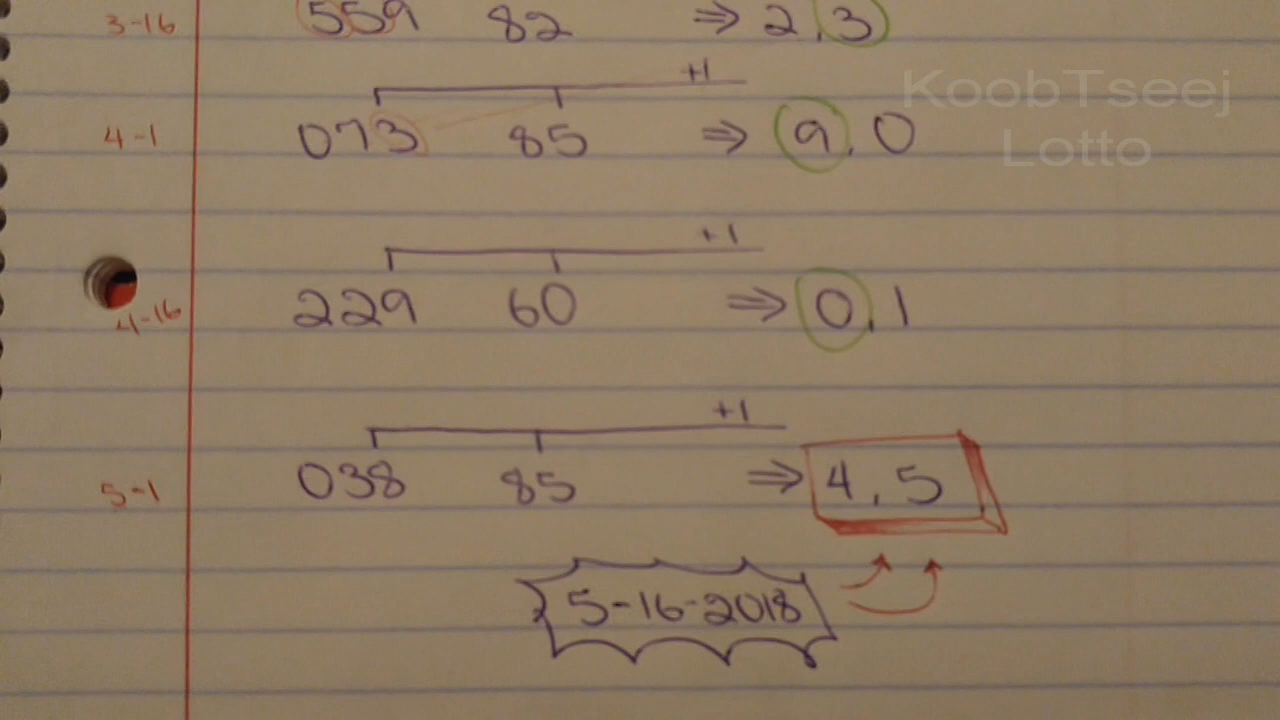 3-16 559 82 ⇒ 2,3
+1
4-1 073 85 ⇒ 9,0
KoobTseej
Lotto
+1
4-16 229 60 ⇒ 0,1
+1
5-1 038 85 ⇒ 4,5
5-16-2018